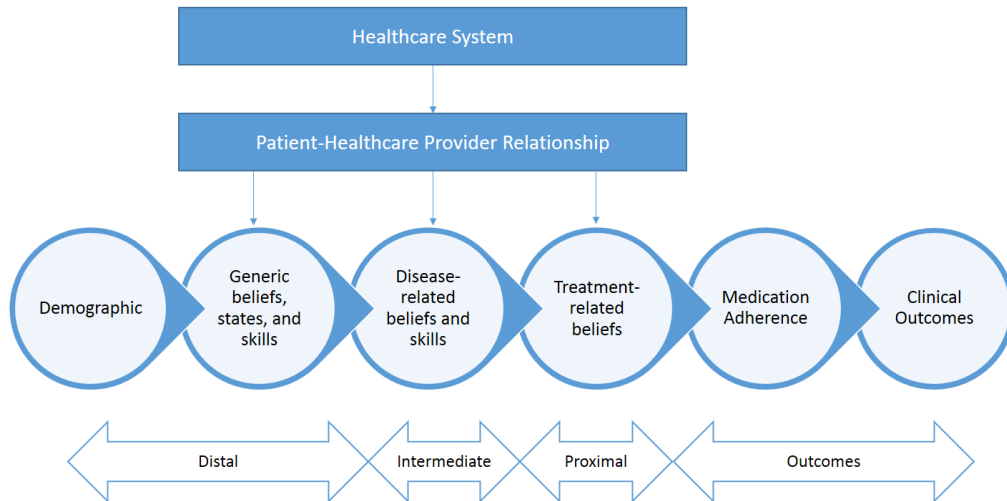 Healthcare System
Patient-Healthcare Provider Relationship
Demographic
Generic
beliefs,
states, and
skills
Disease-
related
beliefs and
skills
Treatment-
related
beliefs
Medication
Adherence
Clinical
Outcomes
Distal
Intermediate
Proximal
Outcomes